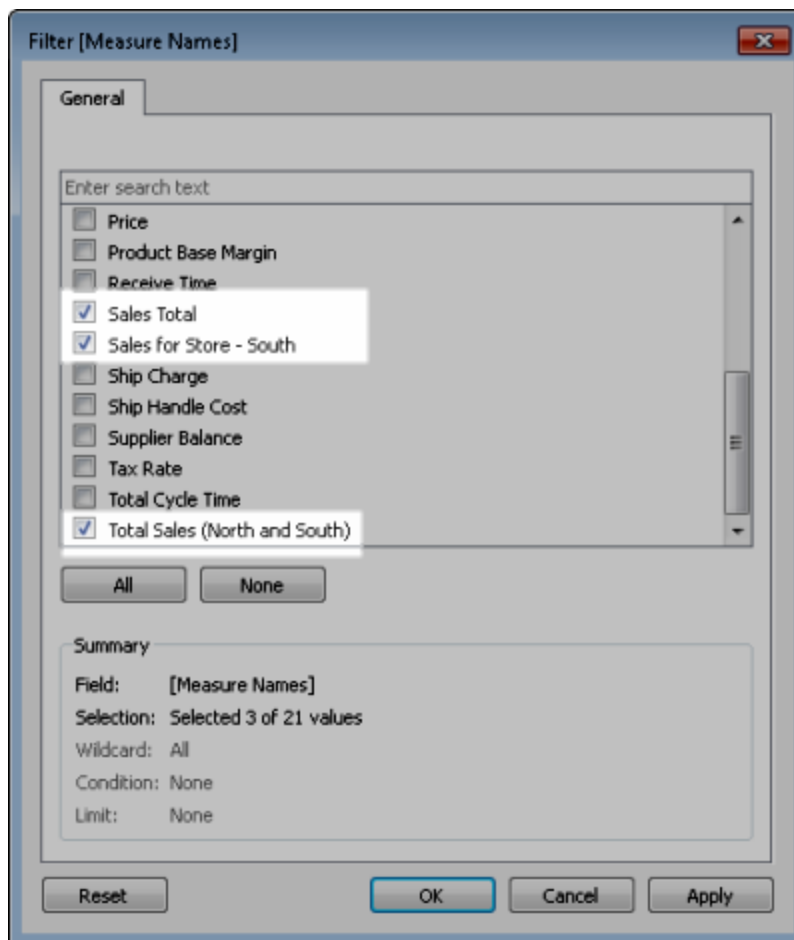 Filter [Measure Names]
General
Enter search text
Price
Product Base Margin
Receive Time
Sales Total
Sales for Store - South
Ship Charge
Ship Handle Cost
Supplier Balance
Tax Rate
Total Cycle Time
Total Sales (North and South)
All None
Summary
Field: [Measure Names]
Selection: Selected 3 of 21 values
Wildcard: All
Condition: None
Limit: None
Reset OK Cancel Apply